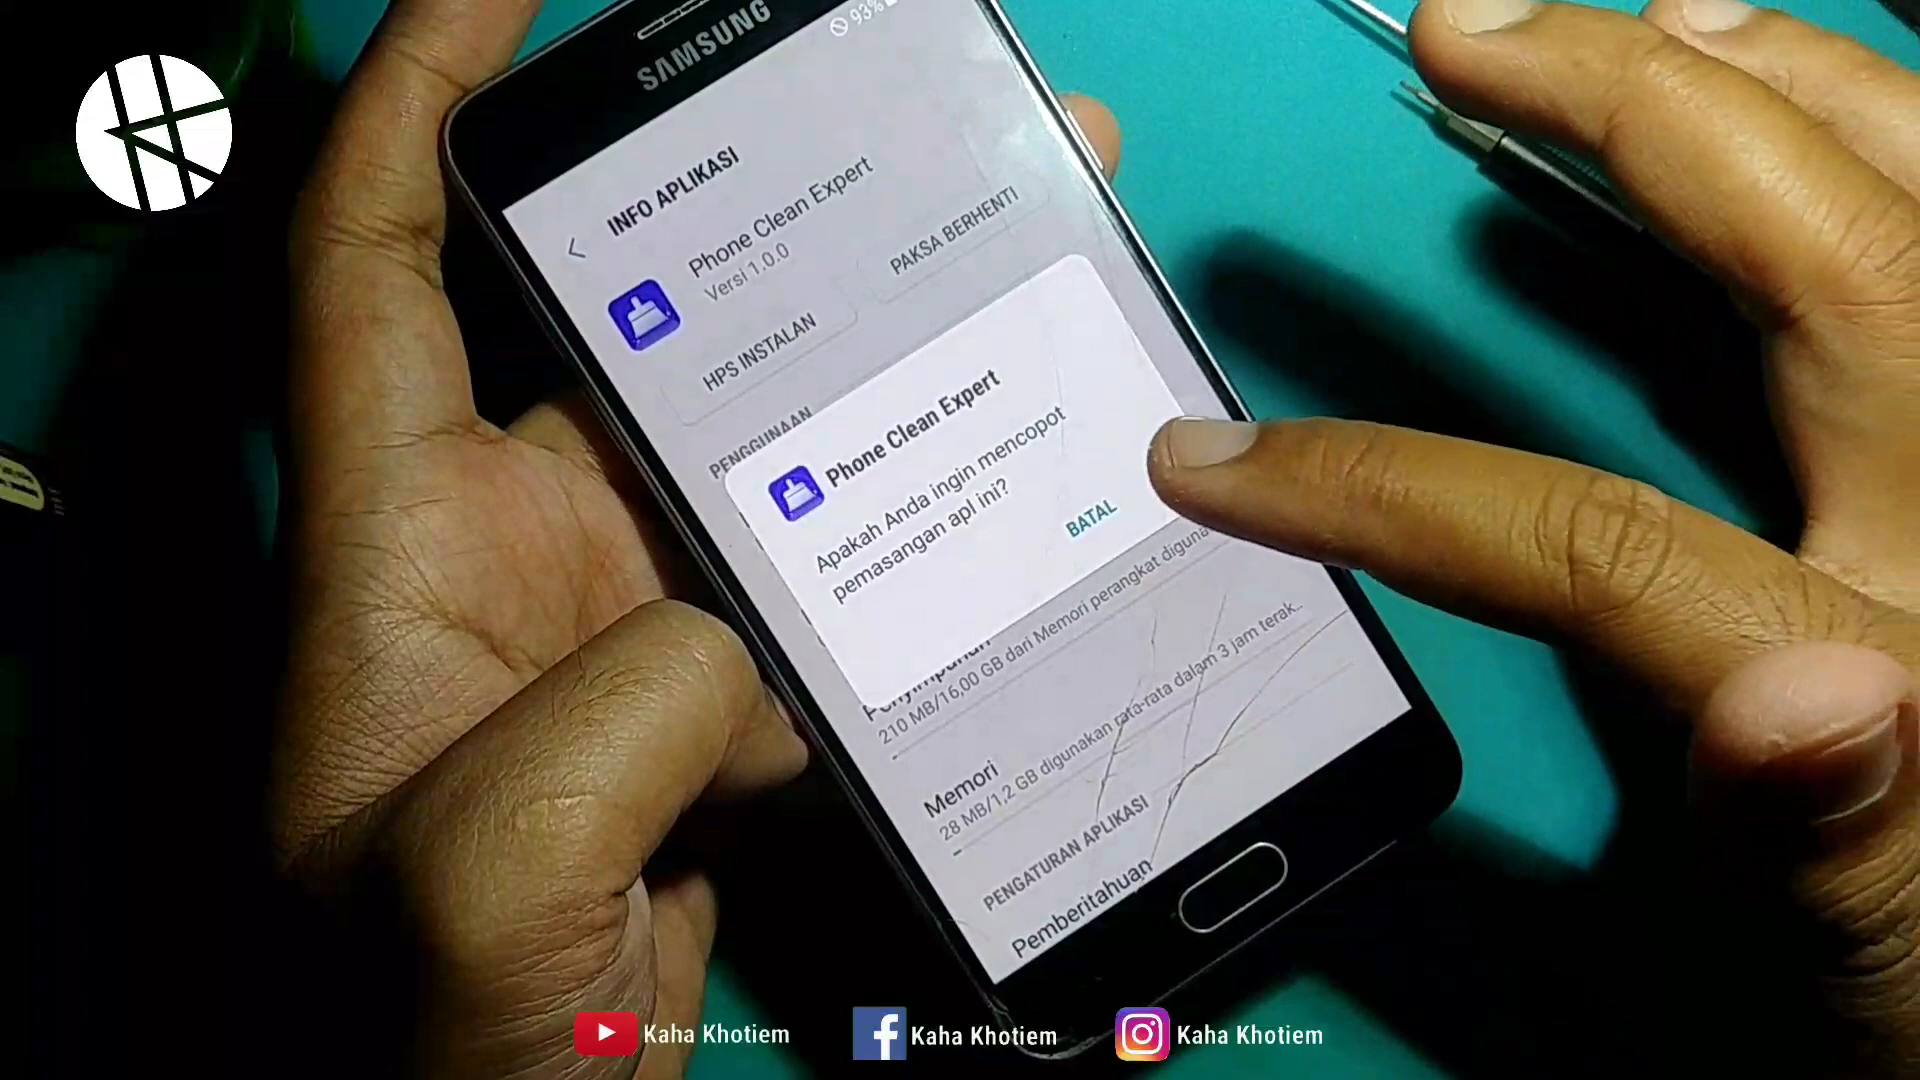 SAMSUNG
93%
INFO APLIKASI
Phone Clean Expert
Versi 1.0.0
HPS INSTALAN
PAKSA BERHENTI
PENGGUNAAN
Phone Clean Expert
Apakah Anda ingin mencopot
pemasangan apl ini?
BATAL
Penyimpanan
210 MB/16,00 GB dari Memori perangkat diguna
Memori
28 MB/1,2 GB digunakan rata-rata dalam 3 jam terak..
PENGATURAN APLIKASI
Pemberitahuan
Kaha Khotiem
Kaha Khotiem
Kaha Khotiem